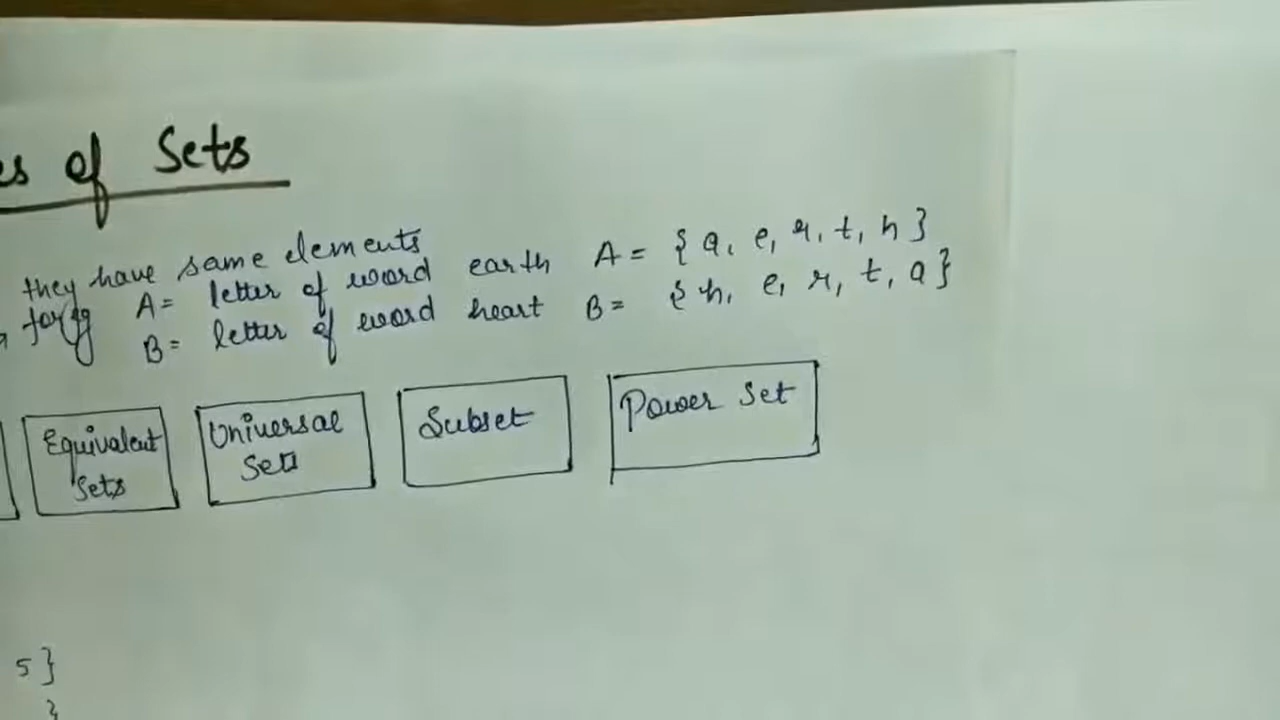 es of Sets
they have same elements
A= letter of word earth A = {a, e, r, t, h}
B= letter of word heart B= {h, e, r, t, a}
Equivalent Sets
Universal Set
Subset
Power Set
5}
}